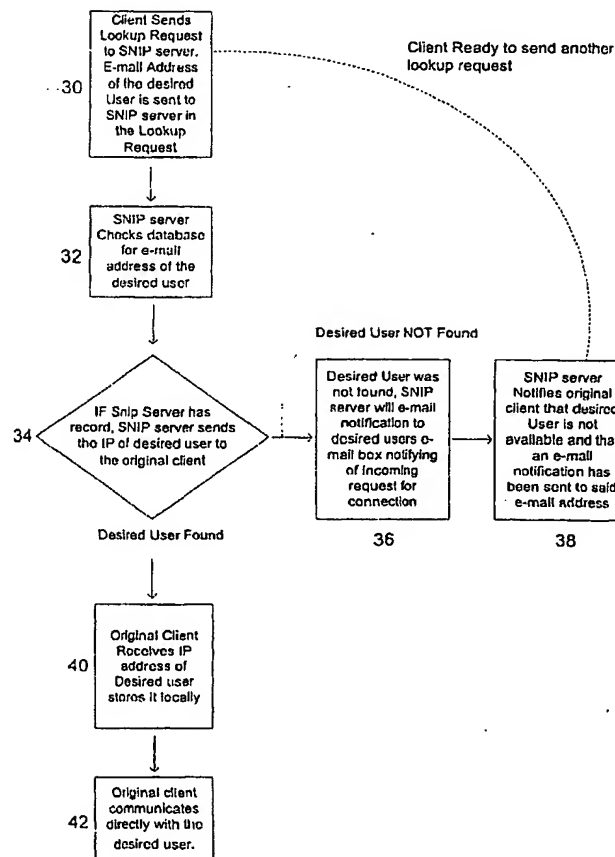 Client Sends
Lookup Request
to SNIP server.
E-mail Address
of the desired
User is sent to
SNIP server in
the Lookup
Request
30
Client Ready to send another
lookup request
SNIP server
Checks database
for e-mail
address of the
desired user
32
IF Snip Server has
record, SNIP server sends
the IP of desired user to
the original client
34
Desired User NOT Found
Desired User was
not found, SNIP
server will e-mail
notification to
desired users e-
mail box notifying
of incoming
request for
connection
36
SNIP server
Notifies original
client that desired
User is not
available and that
an e-mail
notification has
been sent to said
e-mail address
38
Desired User Found
Original Client
Receives IP
address of
Desired user
stores it locally
40
Original client
communicates
directly with the
desired user.
42